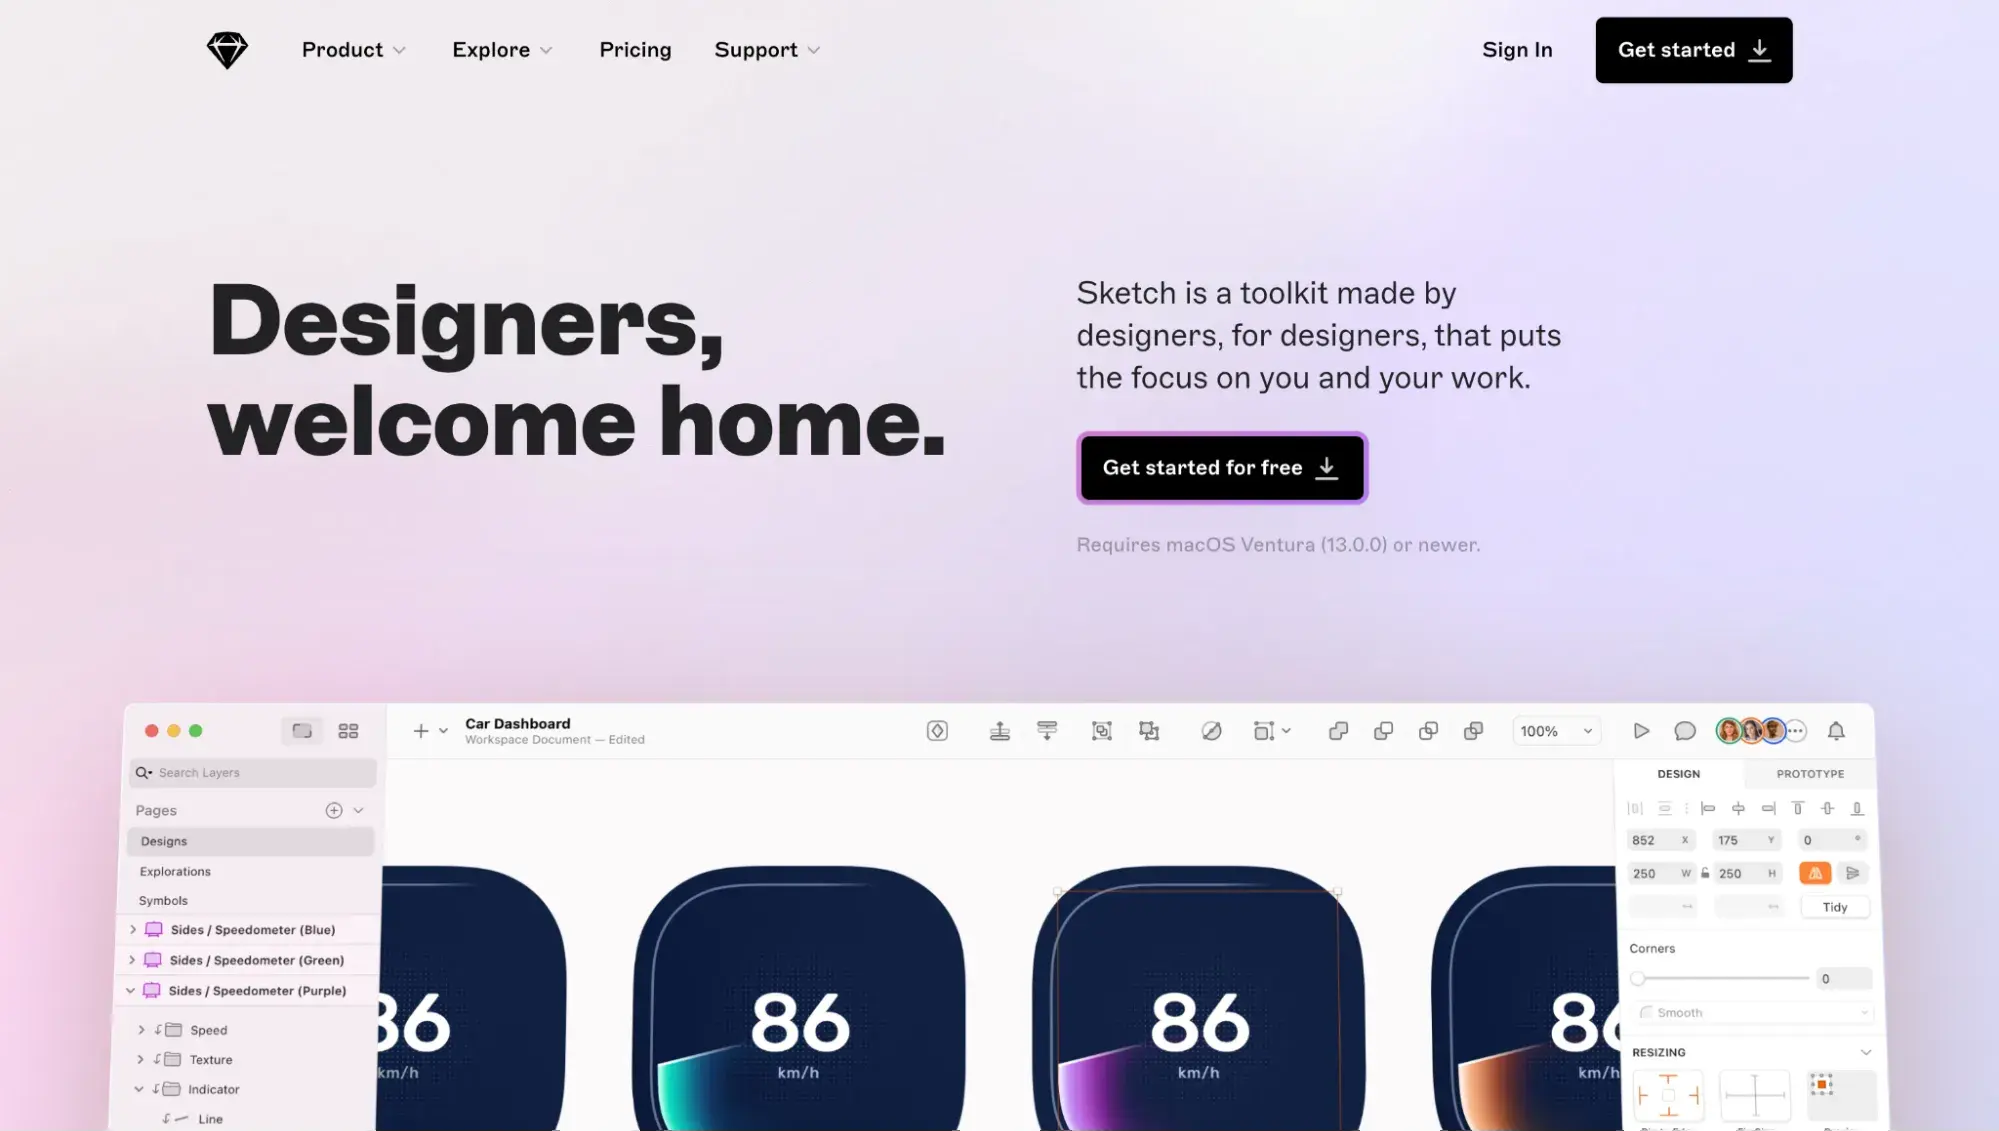 Product
Explore
Pricing
Support
Sign In
Get started
Designers,
welcome home.
Sketch is a toolkit made by
designers, for designers, that puts
the focus on you and your work.
Get started for free
Requires macOS Ventura (13.0.0) or newer.
Car Dashboard
Workspace Document — Edited
100%
Search Layers
Pages
Designs
Explorations
Symbols
Sides / Speedometer (Blue)
Sides / Speedometer (Green)
Sides / Speedometer (Purple)
Speed
Texture
Indicator
Line
86
km/h
86
km/h
86
km/h
86
km/h
DESIGN
PROTOTYPE
852 X
175 Y
0 °
250 W
250 H
Tidy
Corners
0
Smooth
RESIZING